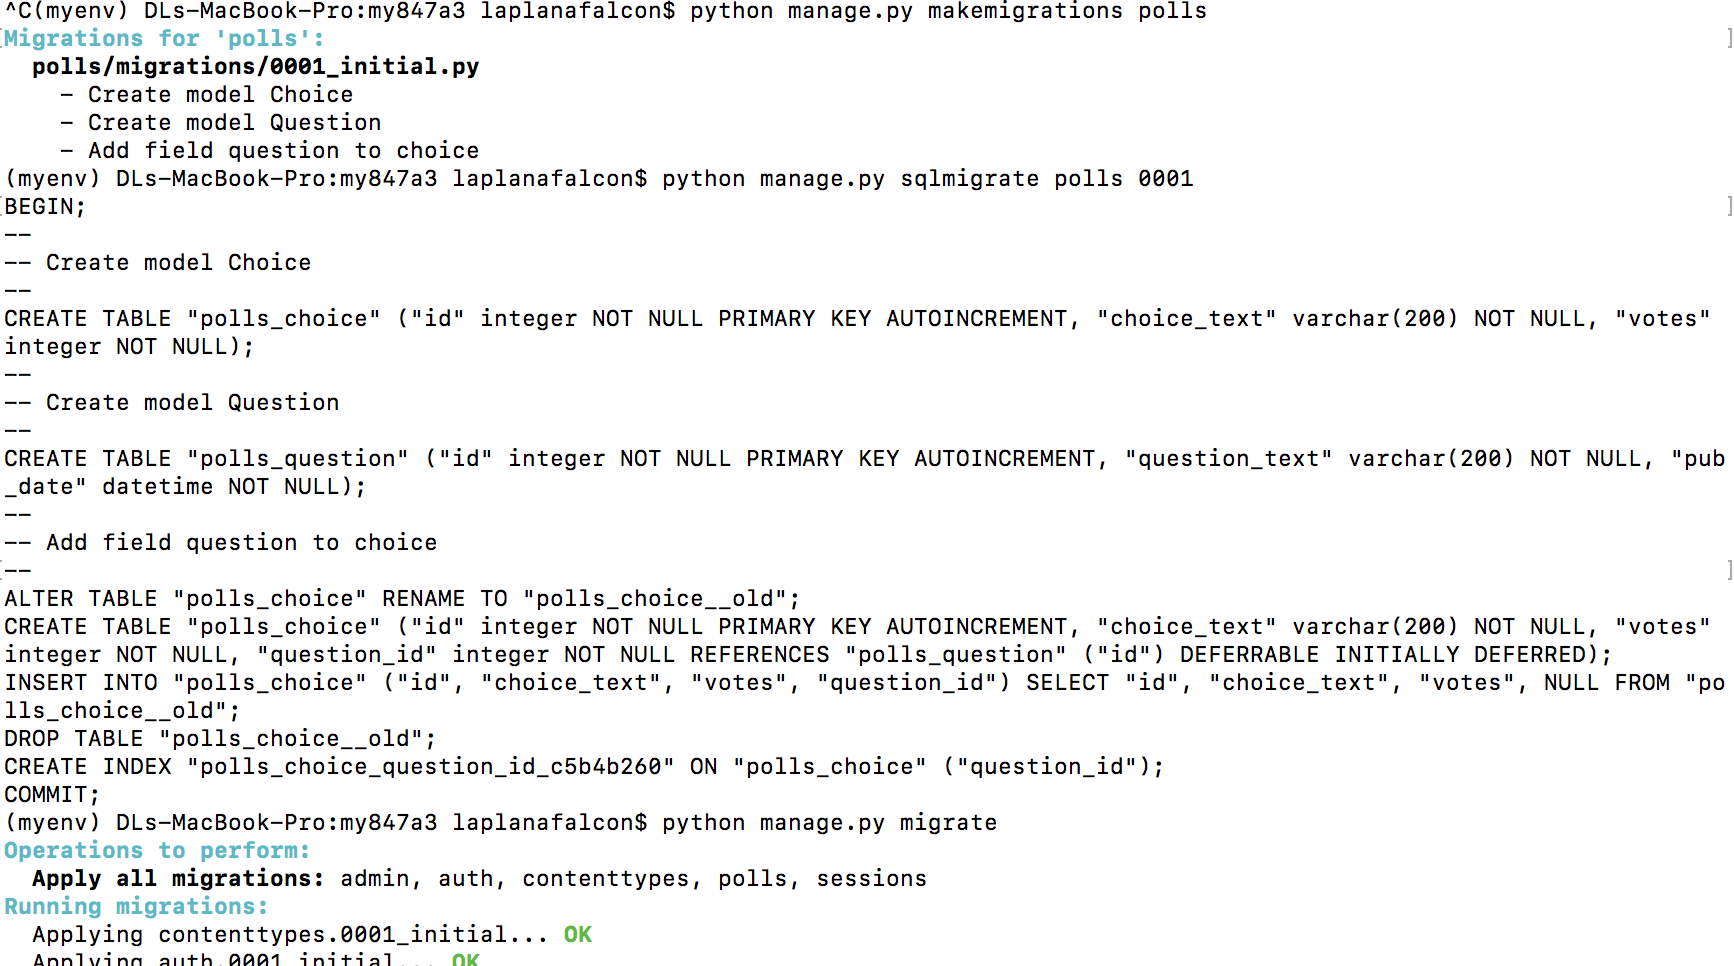 ^C(myenv) DLs-MacBook-Pro:my847a3 laplanafalcon$ python manage.py makemigrations polls
[Migrations for 'polls': ]
  polls/migrations/0001_initial.py
    - Create model Choice
    - Create model Question
    - Add field question to choice
(myenv) DLs-MacBook-Pro:my847a3 laplanafalcon$ python manage.py sqlmigrate polls 0001
[BEGIN; ]
--
-- Create model Choice
--
CREATE TABLE "polls_choice" ("id" integer NOT NULL PRIMARY KEY AUTOINCREMENT, "choice_text" varchar(200) NOT NULL, "votes"
integer NOT NULL);
--
-- Create model Question
--
CREATE TABLE "polls_question" ("id" integer NOT NULL PRIMARY KEY AUTOINCREMENT, "question_text" varchar(200) NOT NULL, "pub
_date" datetime NOT NULL);
--
-- Add field question to choice
[-- ]
ALTER TABLE "polls_choice" RENAME TO "polls_choice__old";
CREATE TABLE "polls_choice" ("id" integer NOT NULL PRIMARY KEY AUTOINCREMENT, "choice_text" varchar(200) NOT NULL, "votes"
integer NOT NULL, "question_id" integer NOT NULL REFERENCES "polls_question" ("id") DEFERRABLE INITIALLY DEFERRED);
INSERT INTO "polls_choice" ("id", "choice_text", "votes", "question_id") SELECT "id", "choice_text", "votes", NULL FROM "po
lls_choice__old";
DROP TABLE "polls_choice__old";
CREATE INDEX "polls_choice_question_id_c5b4b260" ON "polls_choice" ("question_id");
COMMIT;
(myenv) DLs-MacBook-Pro:my847a3 laplanafalcon$ python manage.py migrate
Operations to perform:
  Apply all migrations: admin, auth, contenttypes, polls, sessions
Running migrations:
  Applying contenttypes.0001_initial... OK
  Applying auth.0001_initial... OK